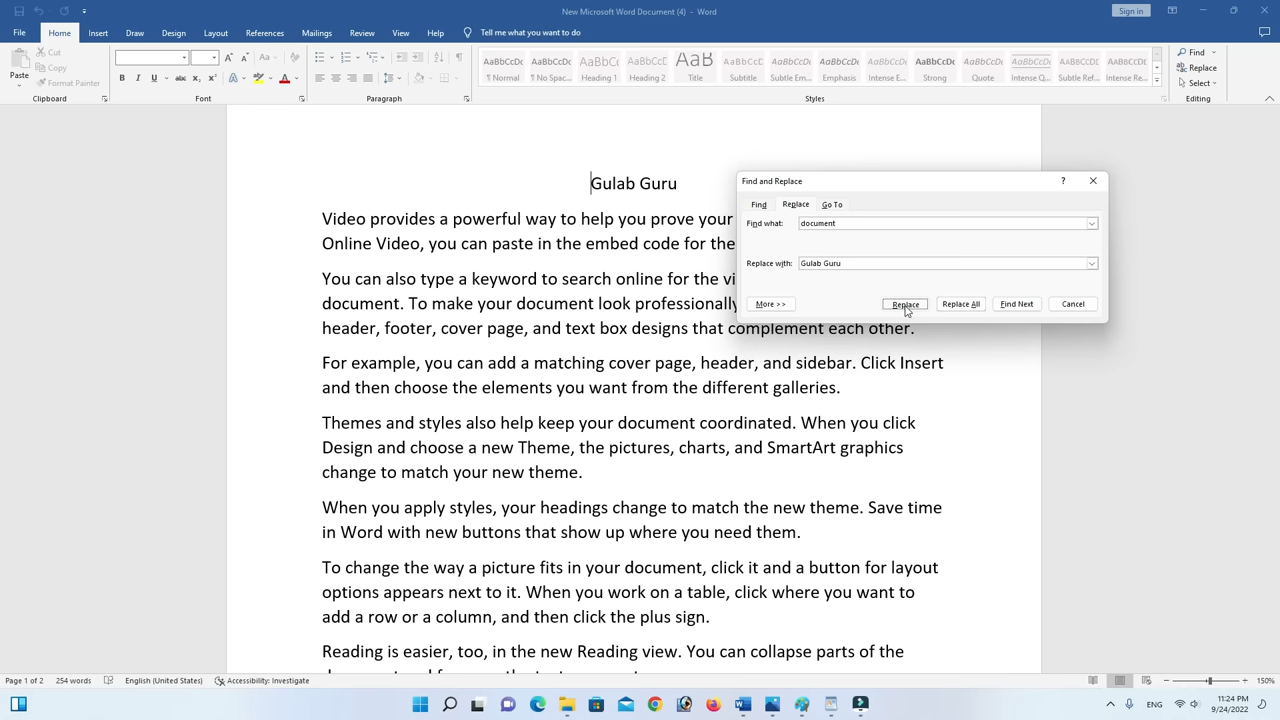 New Microsoft Word Document (4) - Word
Sign in
File Home Insert Draw Design Layout References Mailings Review View Help Tell me what you want to do
Paste
Cut
Copy
Format Painter
Clipboard
Font
Paragraph
¶ Normal
¶ No Spac...
Heading 1
Heading 2
Title
Subtitle
Subtle Em...
Emphasis
Intense E...
Strong
Quote
Intense Q...
Subtle Ref...
Intense Re...
Styles
Find
Replace
Select
Editing
Gulab Guru
Video provides a powerful way to help you prove your
Online Video, you can paste in the embed code for the
You can also type a keyword to search online for the vi
document. To make your document look professionally
header, footer, cover page, and text box designs that complement each other.
For example, you can add a matching cover page, header, and sidebar. Click Insert
and then choose the elements you want from the different galleries.
Themes and styles also help keep your document coordinated. When you click
Design and choose a new Theme, the pictures, charts, and SmartArt graphics
change to match your new theme.
When you apply styles, your headings change to match the new theme. Save time
in Word with new buttons that show up where you need them.
To change the way a picture fits in your document, click it and a button for layout
options appears next to it. When you work on a table, click where you want to
add a row or a column, and then click the plus sign.
Reading is easier, too, in the new Reading view. You can collapse parts of the
Find and Replace
Find Replace Go To
Find what: document
Replace with: Gulab Guru
More >> Replace Replace All Find Next Cancel
Page 1 of 2 254 words English (United States) Accessibility: Investigate 150%
ENG
11:24 PM
9/24/2022